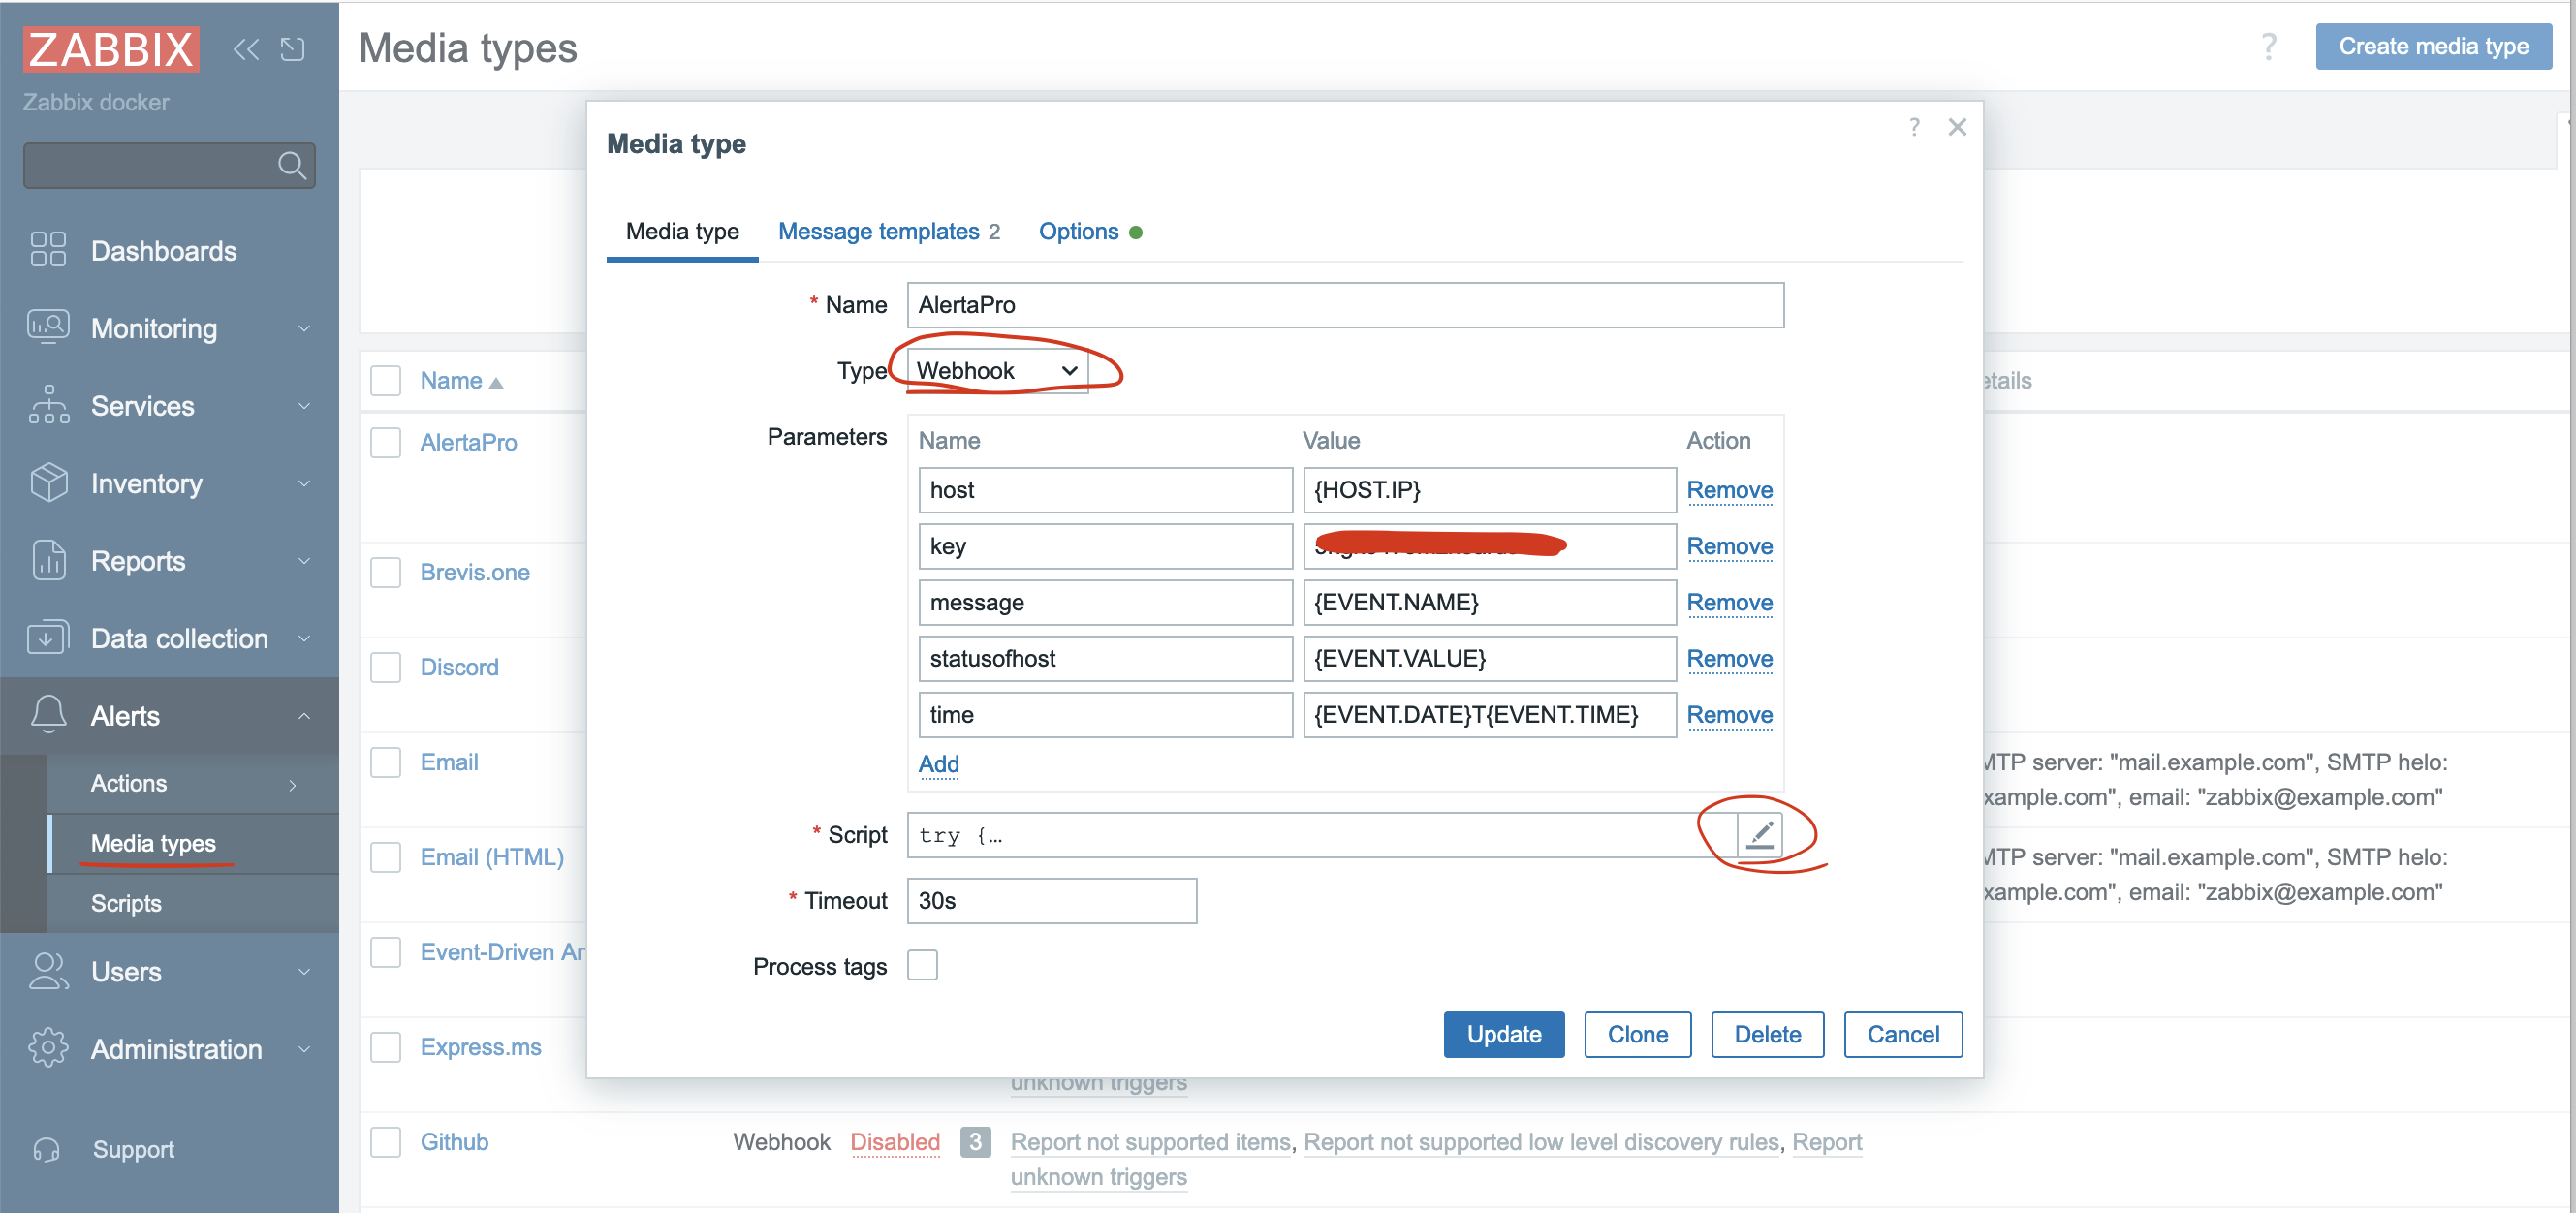 ZABBIX
Zabbix docker
Dashboards
Monitoring
Services
Inventory
Reports
Data collection
Alerts
Actions
Media types
Scripts
Users
Administration
Support
Media types
? Create media type
Media type
?
Media type Message templates 2 Options
* Name AlertaPro
Type Webhook
Parameters Name Value Action
host {HOST.IP} Remove
key Remove
message {EVENT.NAME} Remove
statusofhost {EVENT.VALUE} Remove
time {EVENT.DATE}T{EVENT.TIME} Remove
Add
* Script try {…
* Timeout 30s
Process tags
Update Clone Delete Cancel
Name
etails
AlertaPro
Brevis.one
Discord
Email
MTP server: "mail.example.com", SMTP helo:
xample.com", email: "zabbix@example.com"
Email (HTML)
MTP server: "mail.example.com", SMTP helo:
xample.com", email: "zabbix@example.com"
Event-Driven An
Express.ms
unknown triggers
Github Webhook Disabled 3 Report not supported items, Report not supported low level discovery rules, Report
unknown triggers